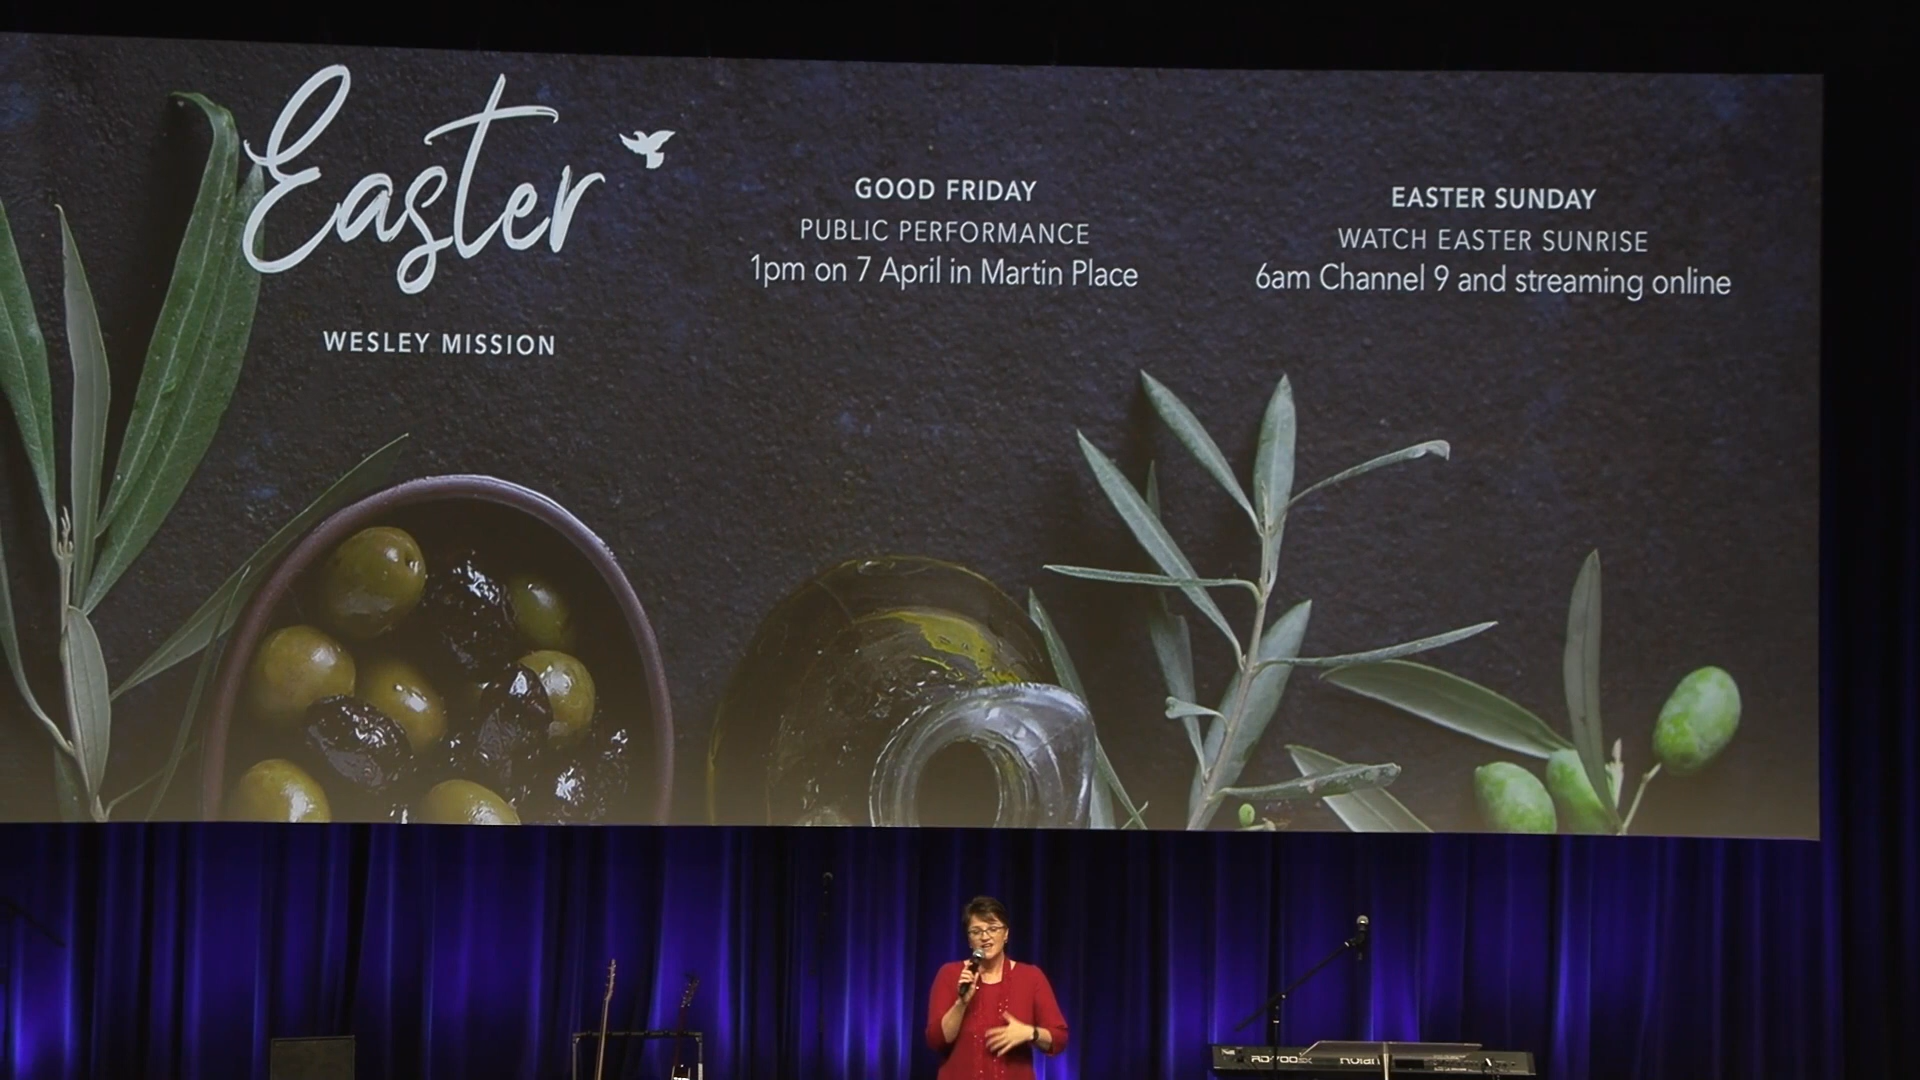 Easter
WESLEY MISSION
GOOD FRIDAY
PUBLIC PERFORMANCE
1pm on 7 April in Martin Place
EASTER SUNDAY
WATCH EASTER SUNRISE
6am Channel 9 and streaming online